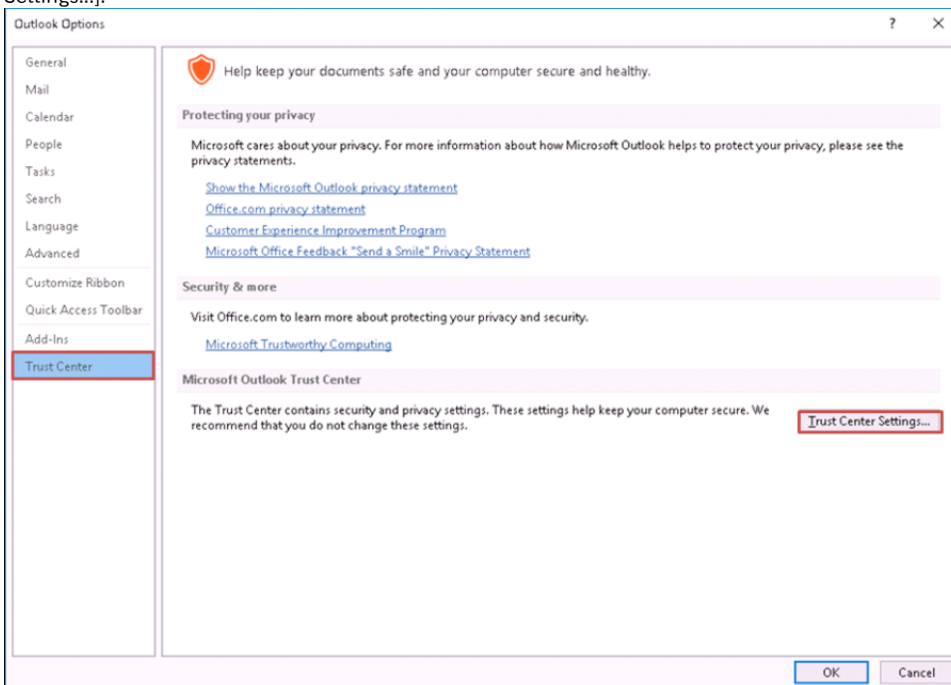 Settings...].
Outlook Options
?
General
Mail
Calendar
People
Tasks
Search
Language
Advanced
Customize Ribbon
Quick Access Toolbar
Add-Ins
Trust Center
Help keep your documents safe and your computer secure and healthy.
Protecting your privacy
Microsoft cares about your privacy. For more information about how Microsoft Outlook helps to protect your privacy, please see the
privacy statements.
Show the Microsoft Outlook privacy statement
Office.com privacy statement
Customer Experience Improvement Program
Microsoft Office Feedback "Send a Smile" Privacy Statement
Security & more
Visit Office.com to learn more about protecting your privacy and security.
Microsoft Trustworthy Computing
Microsoft Outlook Trust Center
The Trust Center contains security and privacy settings. These settings help keep your computer secure. We
recommend that you do not change these settings.
Trust Center Settings...
OK
Cancel